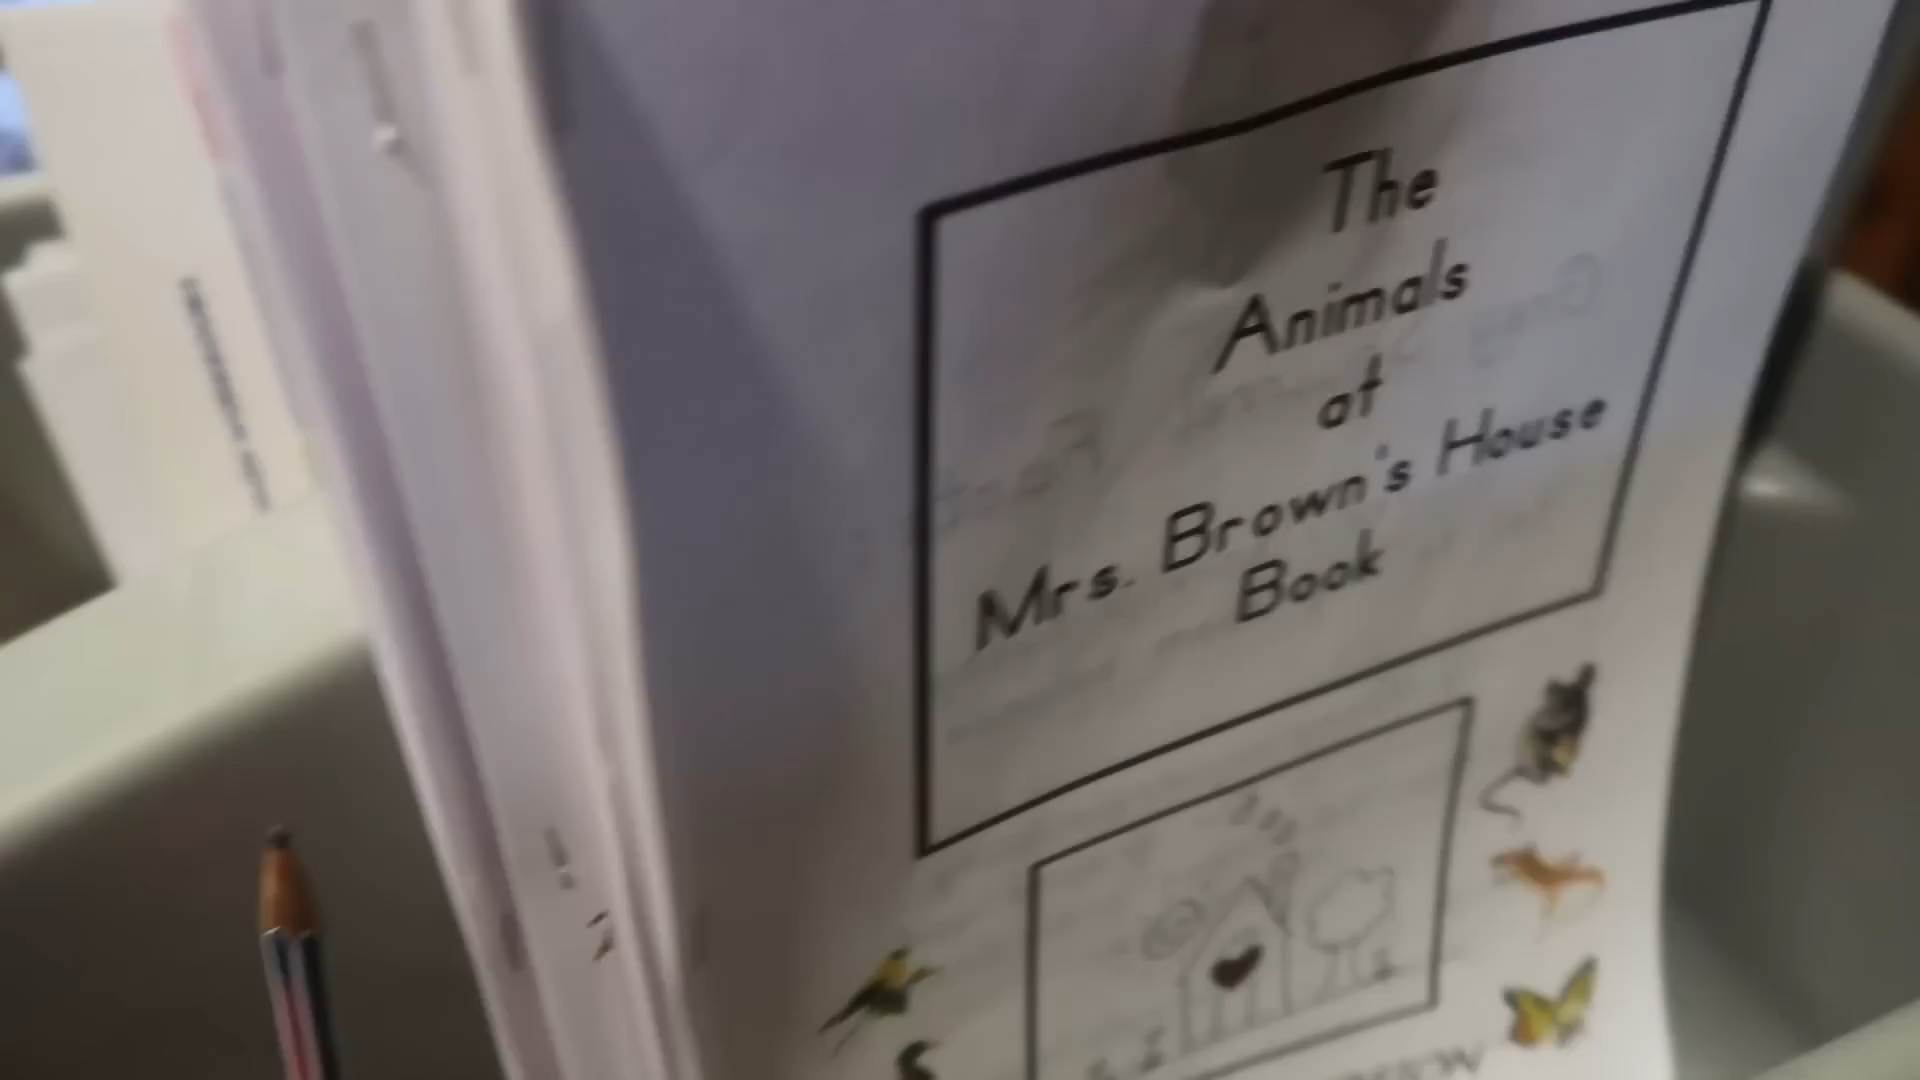 The
Animals
at
Mrs. Brown's House
Book